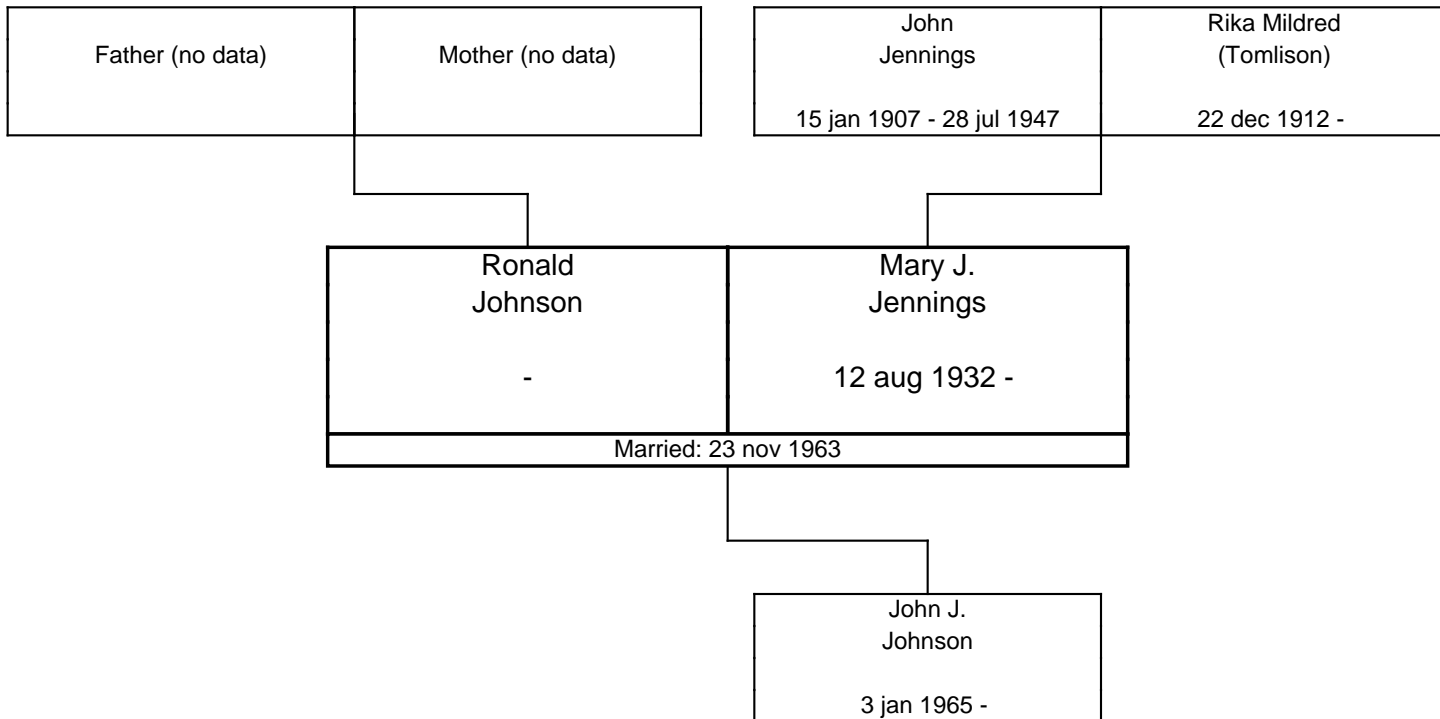 Father (no data)
Mother (no data)
John
Jennings
15 jan 1907 - 28 jul 1947
Rika Mildred
(Tomlison)
22 dec 1912 -
Ronald
Johnson
-
Mary J.
Jennings
12 aug 1932 -
Married: 23 nov 1963
John J.
Johnson
3 jan 1965 -